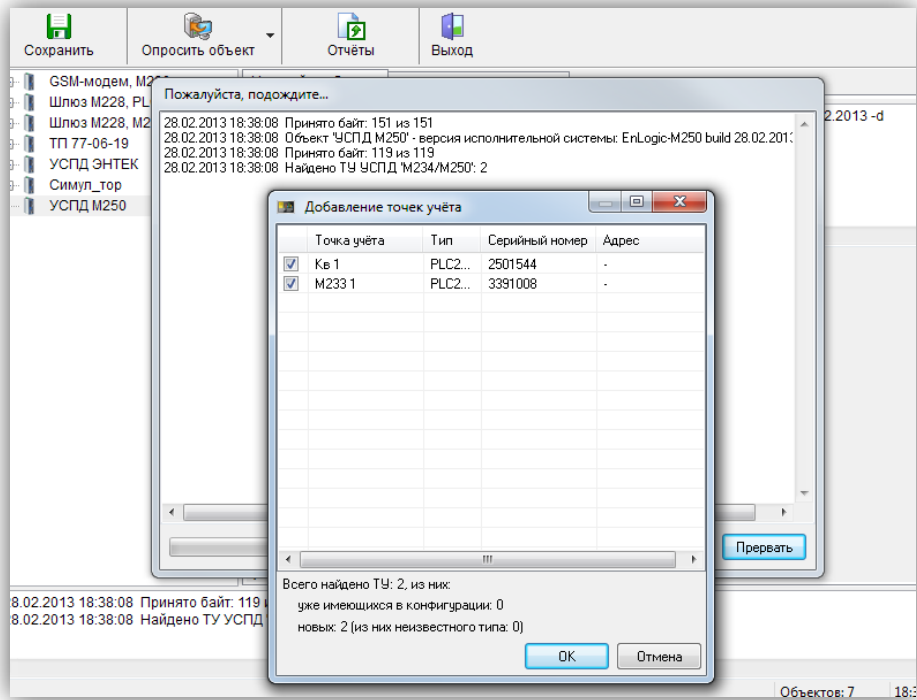 Сохранить
Опросить объект
Отчёты
Выход
GSM-модем,
Шлюз M228,
Шлюз M228,
ТП 77-06-19
УСПД ЭНТЕК
Симул_тор
УСПД M250
2.2013 -d
Пожалуйста, подождите...
28.02.2013 18:38:08 Принято байт: 151 из 151
28.02.2013 18:38:08 Объект 'УСПД M250' - версия исполнительной системы: EnLogic-M250 build 28.02.201
28.02.2013 18:38:08 Принято байт: 119 из 119
28.02.2013 18:38:08 Найдено ТУ УСПД 'M234/M250': 2
Добавление точек учёта
Точка учёта Тип Серийный номер Адрес
Кв 1 PLC2... 2501544 -
M233 1 PLC2... 3391008 -
Прервать
Всего найдено ТУ: 2, из них:
уже имеющихся в конфигурации: 0
новых: 2 (из них неизвестного типа: 0)
OK Отмена
8.02.2013 18:38:08 Принято байт: 119
8.02.2013 18:38:08 Найдено ТУ УСПД
Объектов: 7 18: